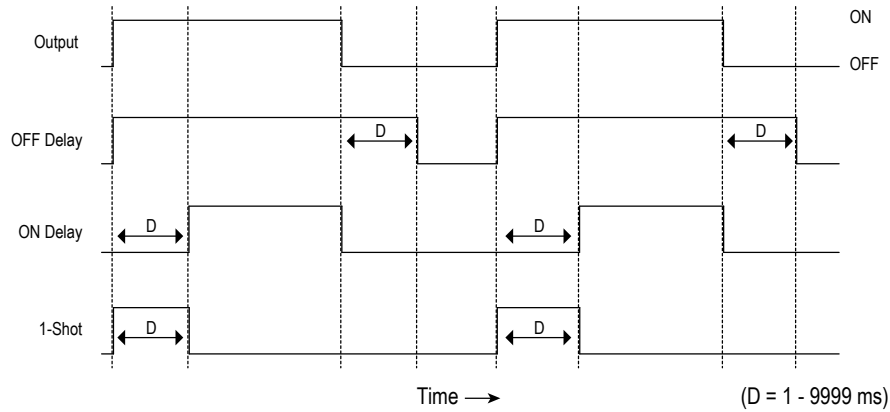 ON
Output
OFF
D
D
OFF Delay
D
D
ON Delay
D
D
1-Shot
Time
(D = 1 - 9999 ms)